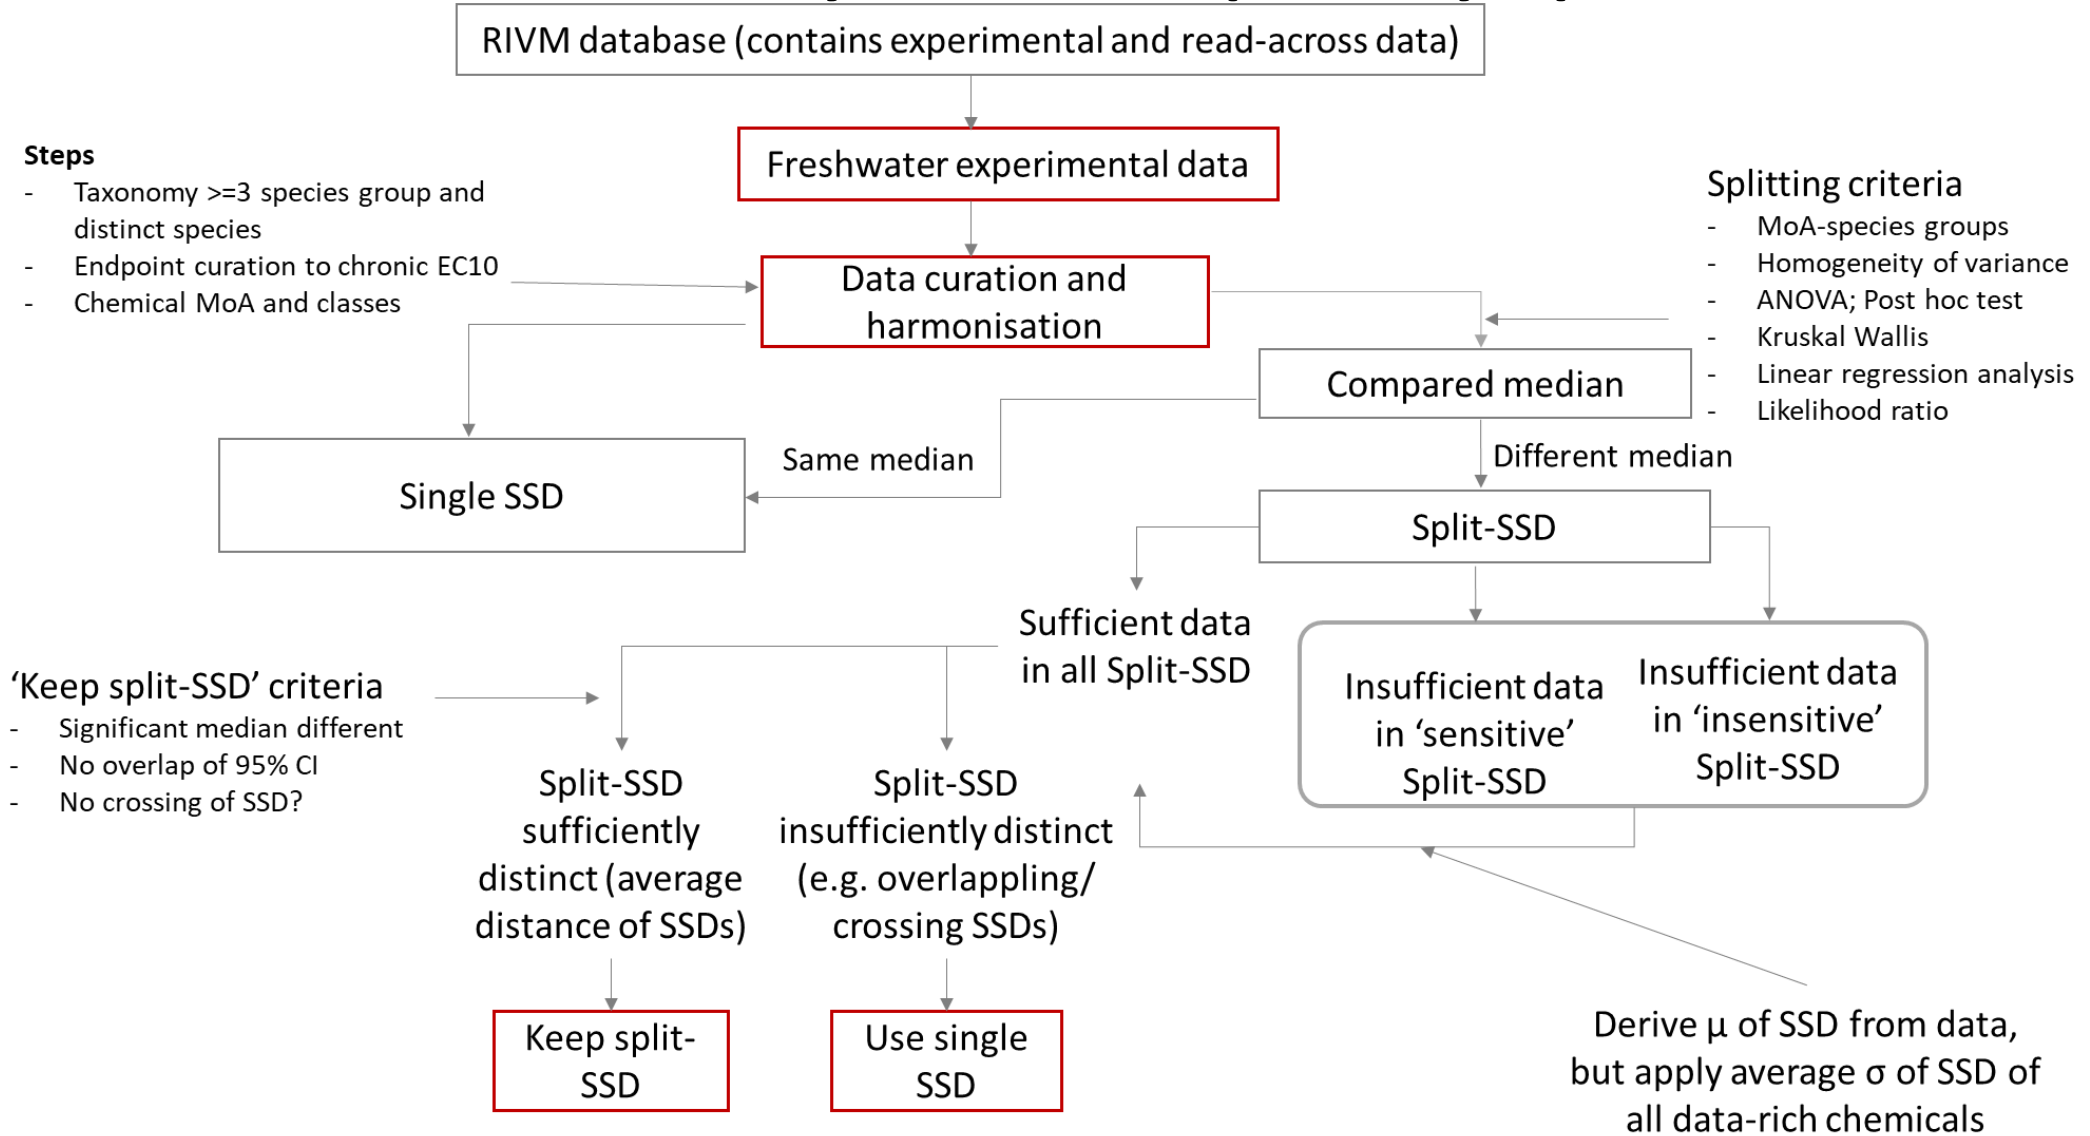 RIVM database (contains experimental and read-across data)
Freshwater experimental data
Steps
- Taxonomy >=3 species group and
distinct species
- Endpoint curation to chronic EC10
- Chemical MoA and classes
Data curation and
harmonisation
Splitting criteria
- MoA-species groups
- Homogeneity of variance
- ANOVA; Post hoc test
- Kruskal Wallis
- Linear regression analysis
- Likelihood ratio
Compared median
Same median
Different median
Single SSD
Split-SSD
Sufficient data
in all Split-SSD
Insufficient data
in ‘sensitive’
Split-SSD
Insufficient data
in ‘insensitive’
Split-SSD
‘Keep split-SSD’ criteria
- Significant median different
- No overlap of 95% CI
- No crossing of SSD?
Split-SSD
sufficiently
distinct (average
distance of SSDs)
Split-SSD
insufficiently distinct
(e.g. overlappling/
crossing SSDs)
Keep split-
SSD
Use single
SSD
Derive μ of SSD from data,
but apply average σ of SSD of
all data-rich chemicals